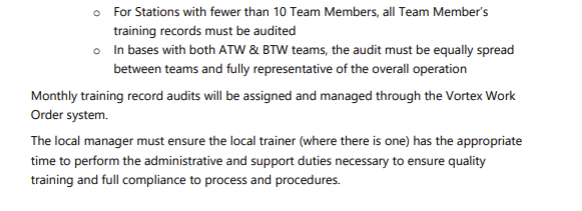 o For Stations with fewer than 10 Team Members, all Team Member's
training records must be audited
o In bases with both ATW & BTW teams, the audit must be equally spread
between teams and fully representative of the overall operation
Monthly training record audits will be assigned and managed through the Vortex Work
Order system.
The local manager must ensure the local trainer (where there is one) has the appropriate
time to perform the administrative and support duties necessary to ensure quality
training and full compliance to process and procedures.